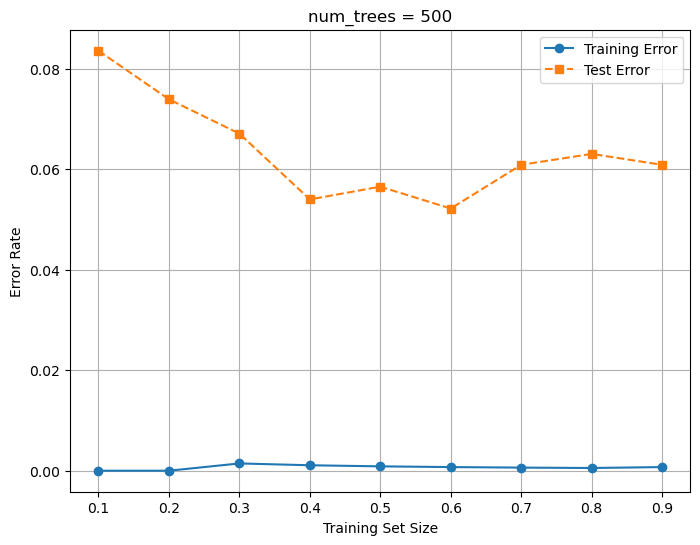 num_trees = 500
Training Error
Test Error
0.08
0.06
0.04
0.02
0.00
Error Rate
0.1 0.2 0.3 0.4 0.5 0.6 0.7 0.8 0.9
Training Set Size